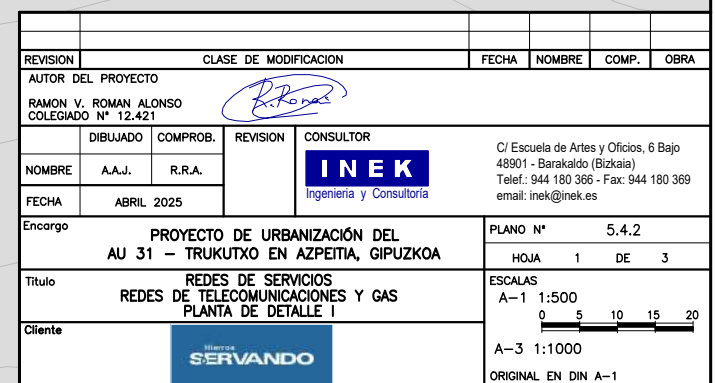 REVISION CLASE DE MODIFICACION FECHA NOMBRE COMP. OBRA
AUTOR DEL PROYECTO
RAMON V. ROMAN ALONSO
COLEGIADO Nº 12.421
R.Roman
DIBUJADO COMPROB. REVISION CONSULTOR
NOMBRE A.A.J. R.R.A.
FECHA ABRIL 2025
INEK
Ingeniería y Consultoría
C/ Escuela de Artes y Oficios, 6 Bajo
48901 - Barakaldo (Bizkaia)
Telef.: 944 180 366 - Fax: 944 180 369
email: inek@inek.es
Encargo
PROYECTO DE URBANIZACIÓN DEL
AU 31 – TRUKUTXO EN AZPEITIA, GIPUZKOA
PLANO Nº 5.4.2
HOJA 1 DE 3
Titulo
REDES DE SERVICIOS
REDES DE TELECOMUNICACIONES Y GAS
PLANTA DE DETALLE I
ESCALAS
A-1 1:500
0 5 10 15 20
A-3 1:1000
ORIGINAL EN DIN A-1
Cliente
Hierros
SERVANDO